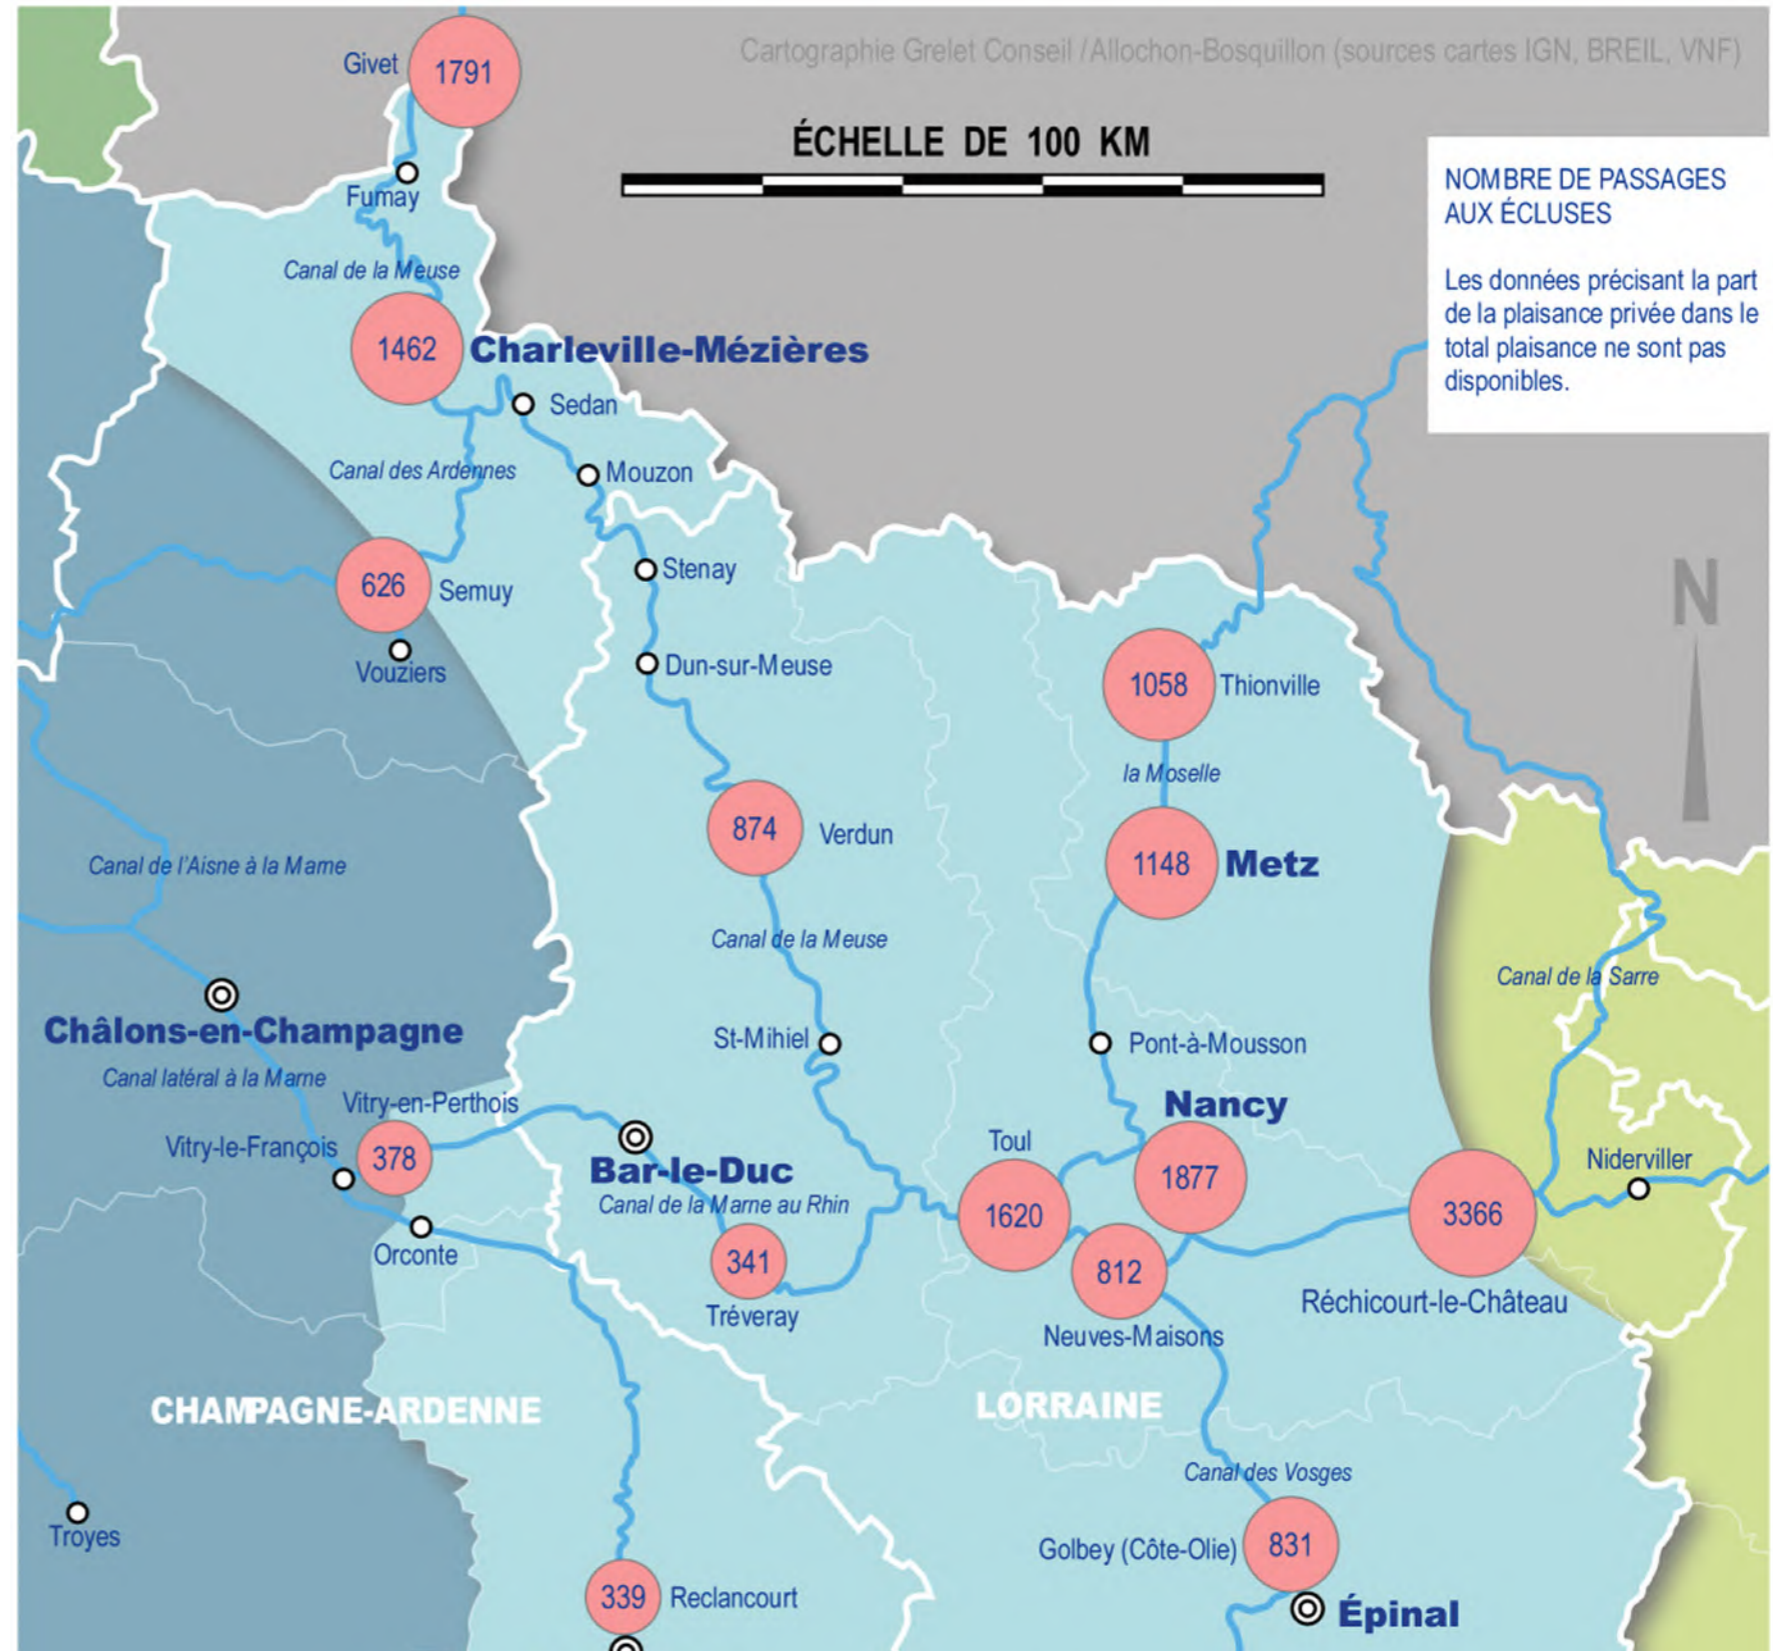 Cartographie Grelet Conseil /Allochon-Bosquillon (sources cartes IGN, BREIL, VNF)
Givet
1791
ÉCHELLE DE 100 KM
NOMBRE DE PASSAGES
AUX ÉCLUSES
Les données précisant la part
de la plaisance privée dans le
total plaisance ne sont pas
disponibles.
Fumay
Canal de la Meuse
1462
Charleville-Mézières
Sedan
Canal des Ardennes
Mouzon
Stenay
626
Semuy
N
Vouziers
Dun-sur-Meuse
1058
Thionville
la Moselle
874
Verdun
1148
Metz
Canal de l'Aisne à la Marne
Canal de la Meuse
Canal de la Sarre
Châlons-en-Champagne
St-Mihiel
Pont-à-Mousson
Canal latéral à la Marne
Vitry-en-Perthois
Nancy
Vitry-le-François
378
Toul
1877
Niderviller
Bar-le-Duc
Canal de la Marne au Rhin
1620
3366
Orconte
341
812
Réchicourt-le-Château
Tréveray
Neuves-Maisons
CHAMPAGNE-ARDENNE
LORRAINE
Canal des Vosges
Troyes
Golbey (Côte-Olie)
831
339
Reclancourt
Épinal